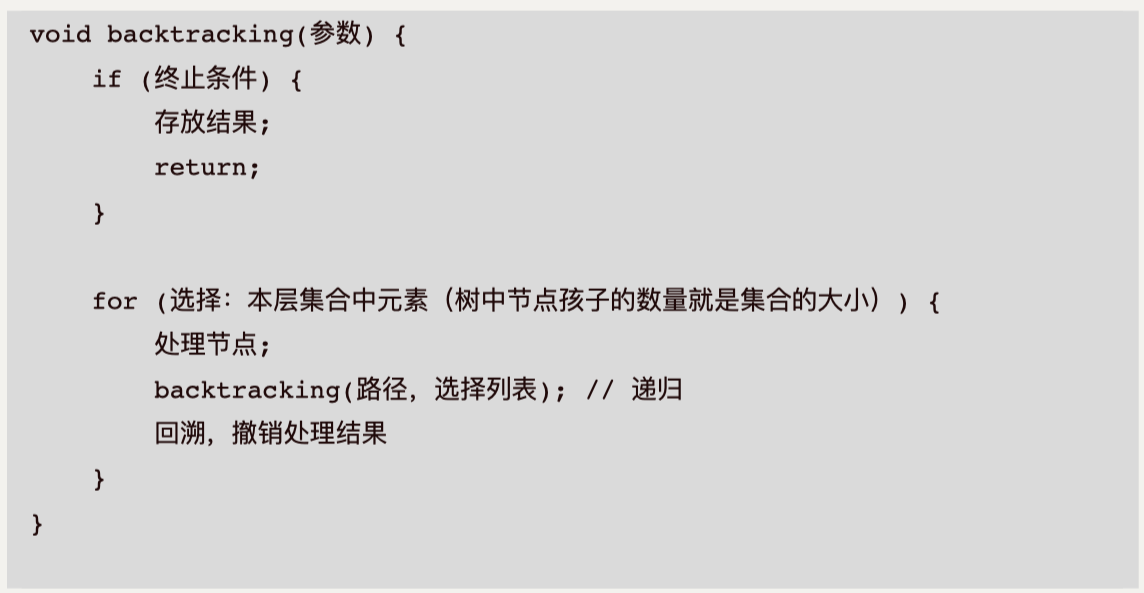 void backtracking(参数) {
    if (终止条件) {
        存放结果;
        return;
    }
    for (选择：本层集合中元素（树中节点孩子的数量就是集合的大小）) {
        处理节点;
        backtracking(路径，选择列表); // 递归
        回溯，撤销处理结果
    }
}